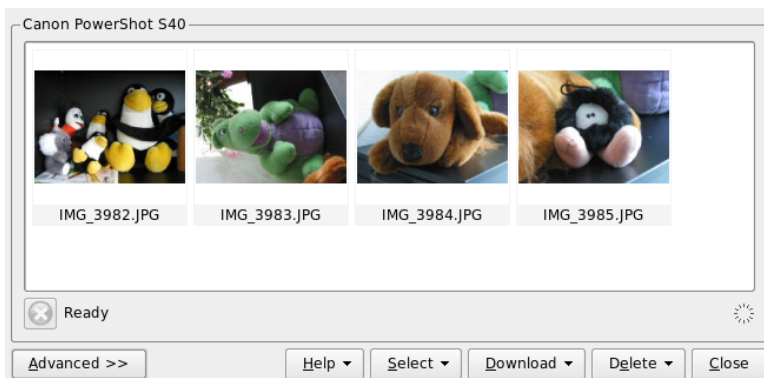 Canon PowerShot S40
IMG_3982.JPG IMG_3983.JPG IMG_3984.JPG IMG_3985.JPG
Ready
Advanced >> Help Select Download Delete Close